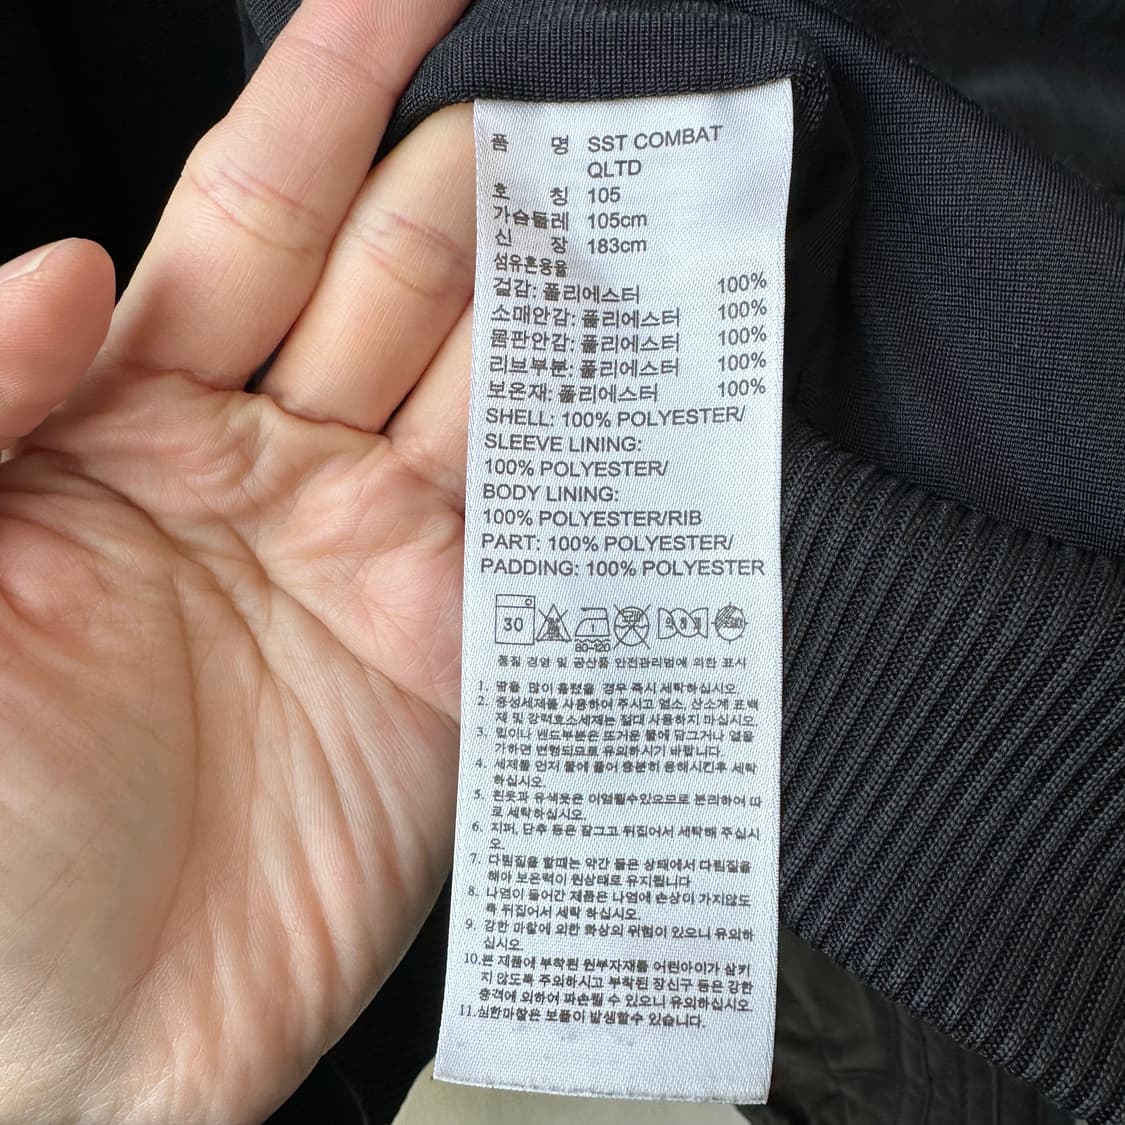 품 명 SST COMBAT
QLTD
호 칭 105
가슴둘레 105cm
신 장 183cm
섬유혼용율
겉감: 폴리에스터 100%
소매안감: 폴리에스터 100%
몸판안감: 폴리에스터 100%
리브부분: 폴리에스터 100%
보온재: 폴리에스터 100%
SHELL: 100% POLYESTER/
SLEEVE LINING:
100% POLYESTER/
BODY LINING:
100% POLYESTER/RIB
PART: 100% POLYESTER/
PADDING: 100% POLYESTER
30
80-120
품질 경영 및 공산품 안전관리법에 의한 표시
1. 땀을 많이 흘렸을 경우 즉시 세탁하십시오.
2. 중성세제를 사용하여 주시고 염소, 산소계 표백
제 및 강력효소세제는 절대 사용하지 마십시오.
3. 밑이나 밴드부분은 뜨거운 물에 담그거나 열을
가하면 변형되므로 유의하시기 바랍니다.
4. 세제를 먼저 물에 풀어 충분히 용해시킨후 세탁
하십시오.
5. 흰옷과 유색옷은 이염될수있으므로 분리하여 따
로 세탁하십시오.
6. 지퍼, 단추 등은 잠그고 뒤집어서 세탁해 주십시
오.
7. 다림질을 할때는 약간 들은 상태에서 다림질을
해야 보온력이 원상태로 유지됩니다
8. 나염이 들어간 제품은 나염에 손상이 가지않도
록 뒤집어서 세탁 하십시오.
9. 강한 마찰에 의한 화상의 위험이 있으니 유의하
십시오.
10.본 제품에 부착된 원부자재를 어린아이가 삼키
지 않도록 주의하시고 부착된 장신구 등은 강한
충격에 의하여 파손될 수 있으니 유의하십시오.
11.심한마찰은 보풀이 발생할수 있습니다.